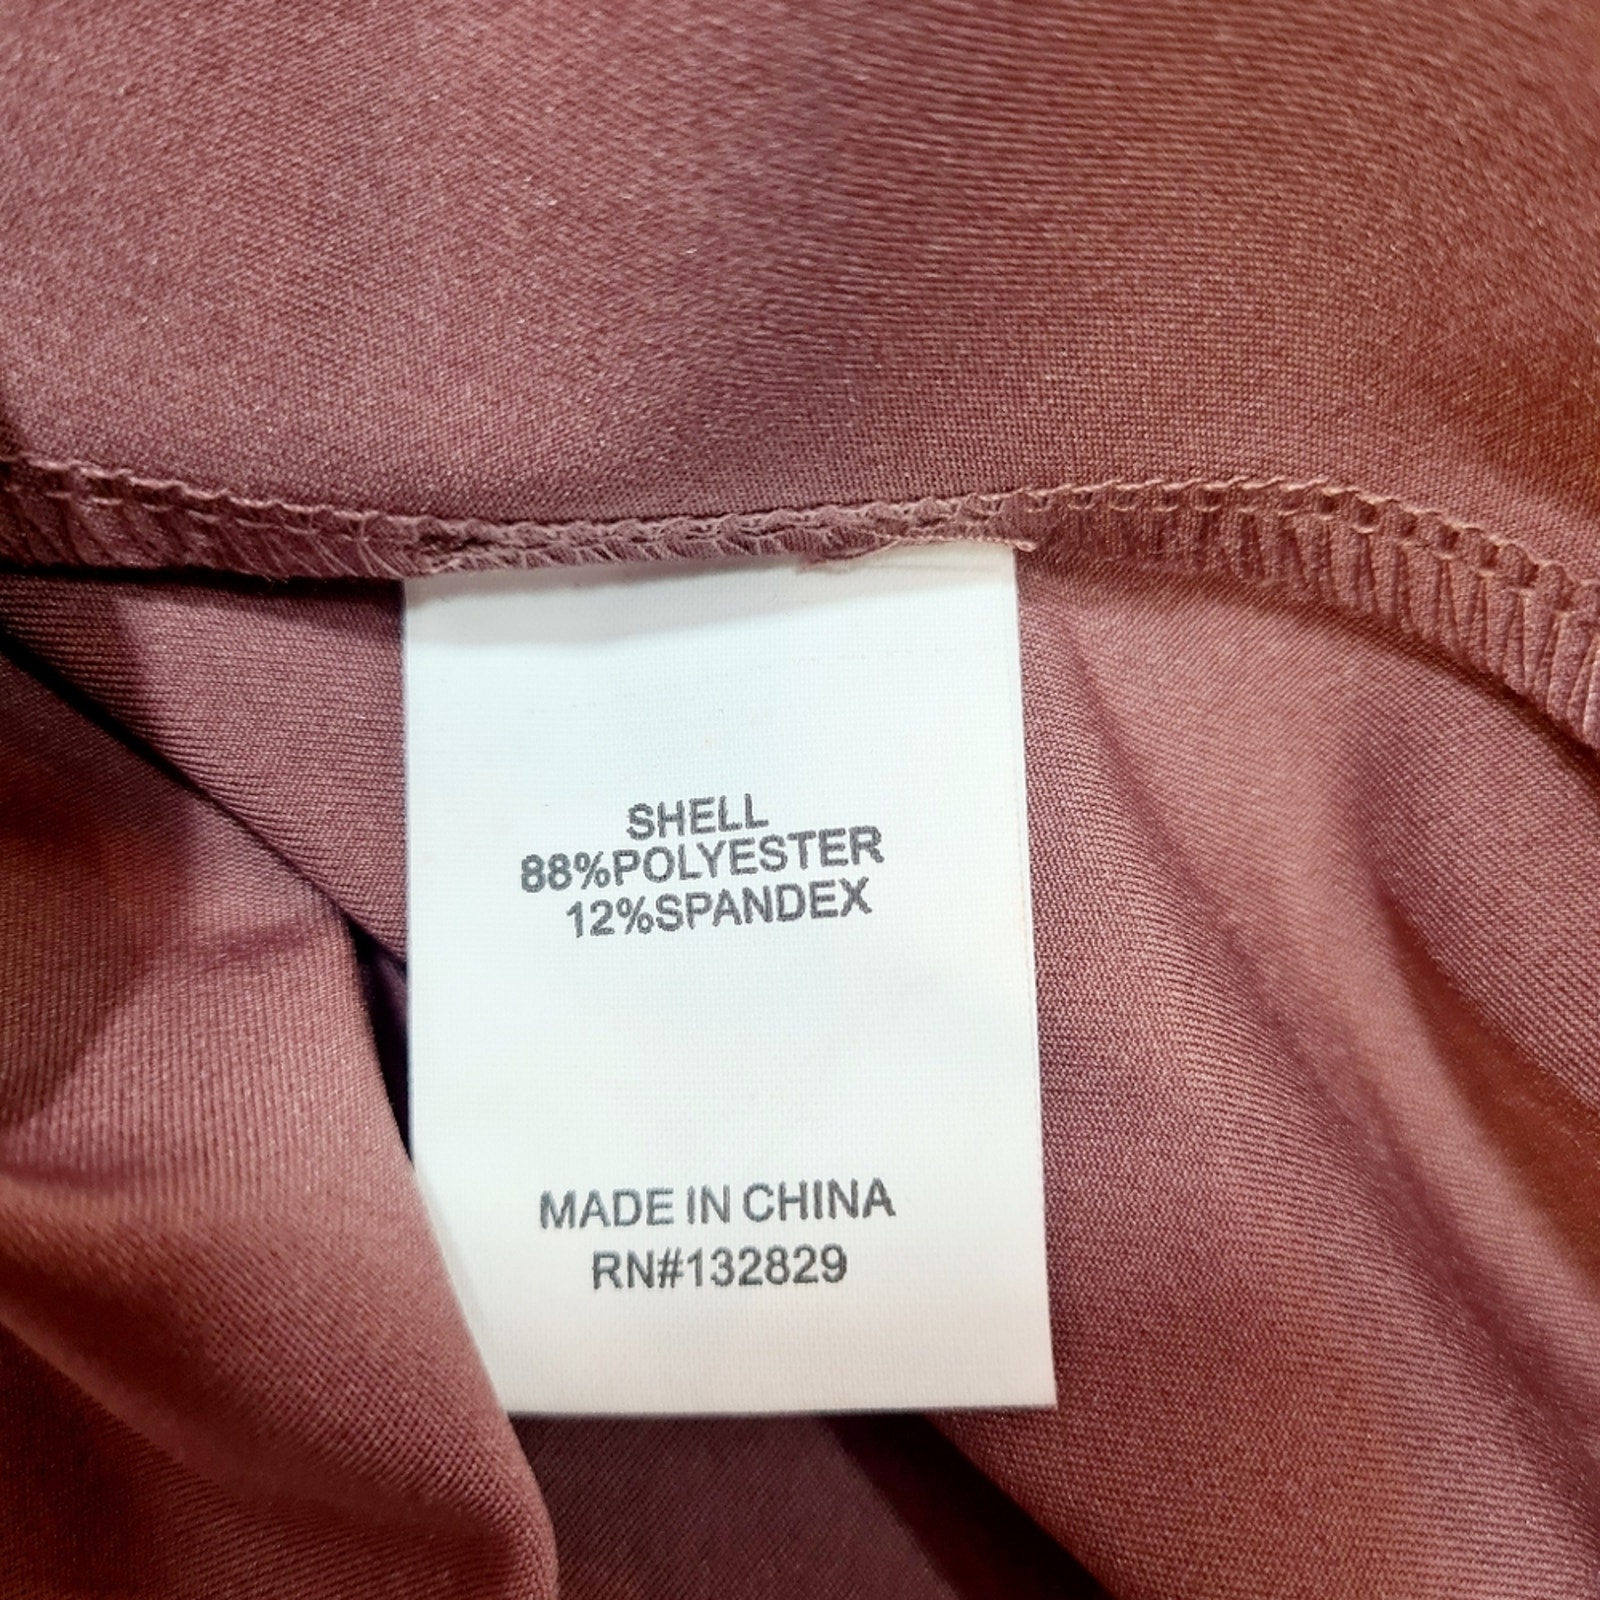 SHELL
88%POLYESTER
12%SPANDEX
MADE IN CHINA
RN#132829